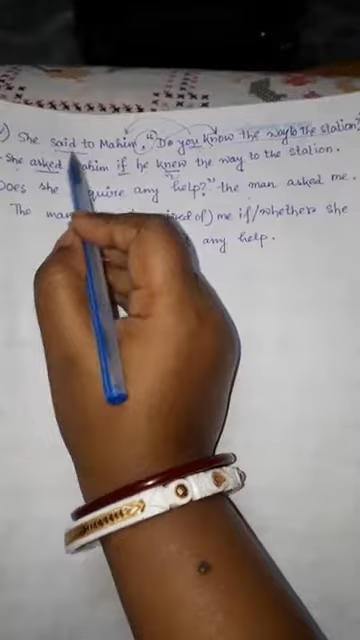 ) She said to Mahim, "Do you know the way to the station?
She asked Mahim if he knew the way to the station.
Does she require any help?" the man asked me.
The man of) me if/whether she
any help.